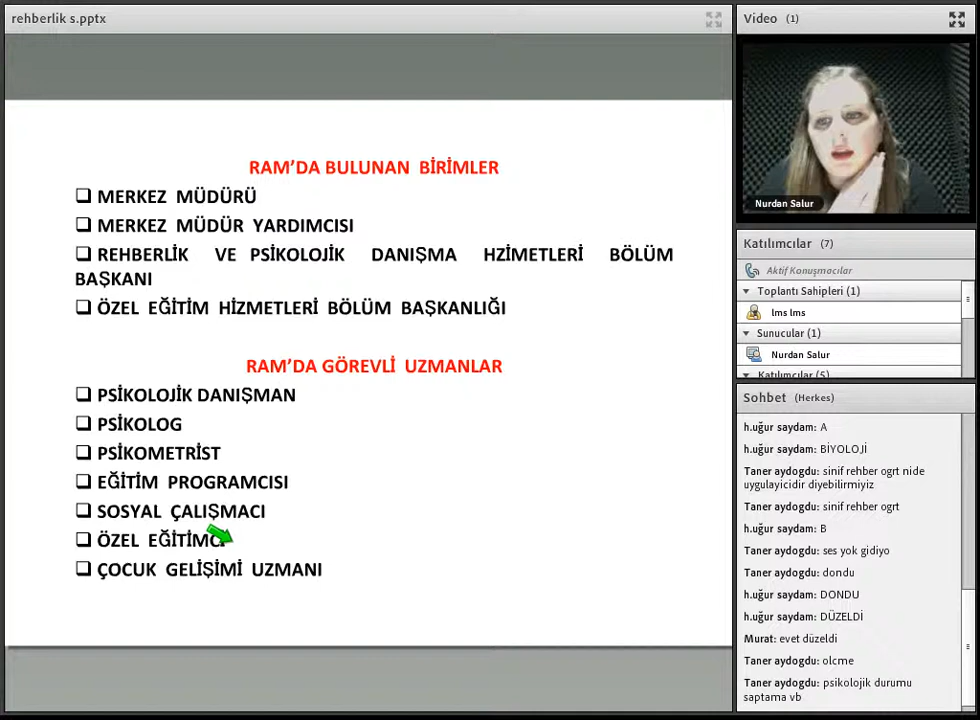 rehberlik s.pptx
RAM’DA BULUNAN BİRİMLER
MERKEZ MÜDÜRÜ
MERKEZ MÜDÜR YARDIMCISI
REHBERLİK VE PSİKOLOJİK DANIŞMA HZİMETLERİ BÖLÜM
BAŞKANI
ÖZEL EĞİTİM HİZMETLERİ BÖLÜM BAŞKANLIĞI
RAM’DA GÖREVLİ UZMANLAR
PSİKOLOJİK DANIŞMAN
PSİKOLOG
PSİKOMETRİST
EĞİTİM PROGRAMCISI
SOSYAL ÇALIŞMACI
ÖZEL EĞİTİMCİ
ÇOCUK GELİŞİMİ UZMANI
Video (1)
Nurdan Salur
Katılımcılar (7)
Aktif Konuşmacılar
Toplantı Sahipleri (1)
lms lms
Sunucular (1)
Nurdan Salur
Katılımcılar (5)
Sohbet (Herkes)
h.uğur saydam: A
h.uğur saydam: BİYOLOJİ
Taner aydogdu: sinif rehber ogrt nide
uygulayicidir diyebilirmiyiz
Taner aydogdu: sinif rehber ogrt
h.uğur saydam: B
Taner aydogdu: ses yok gidiyo
Taner aydogdu: dondu
h.uğur saydam: DONDU
h.uğur saydam: DÜZELDİ
Murat: evet düzeldi
Taner aydogdu: olcme
Taner aydogdu: psikolojik durumu
saptama vb